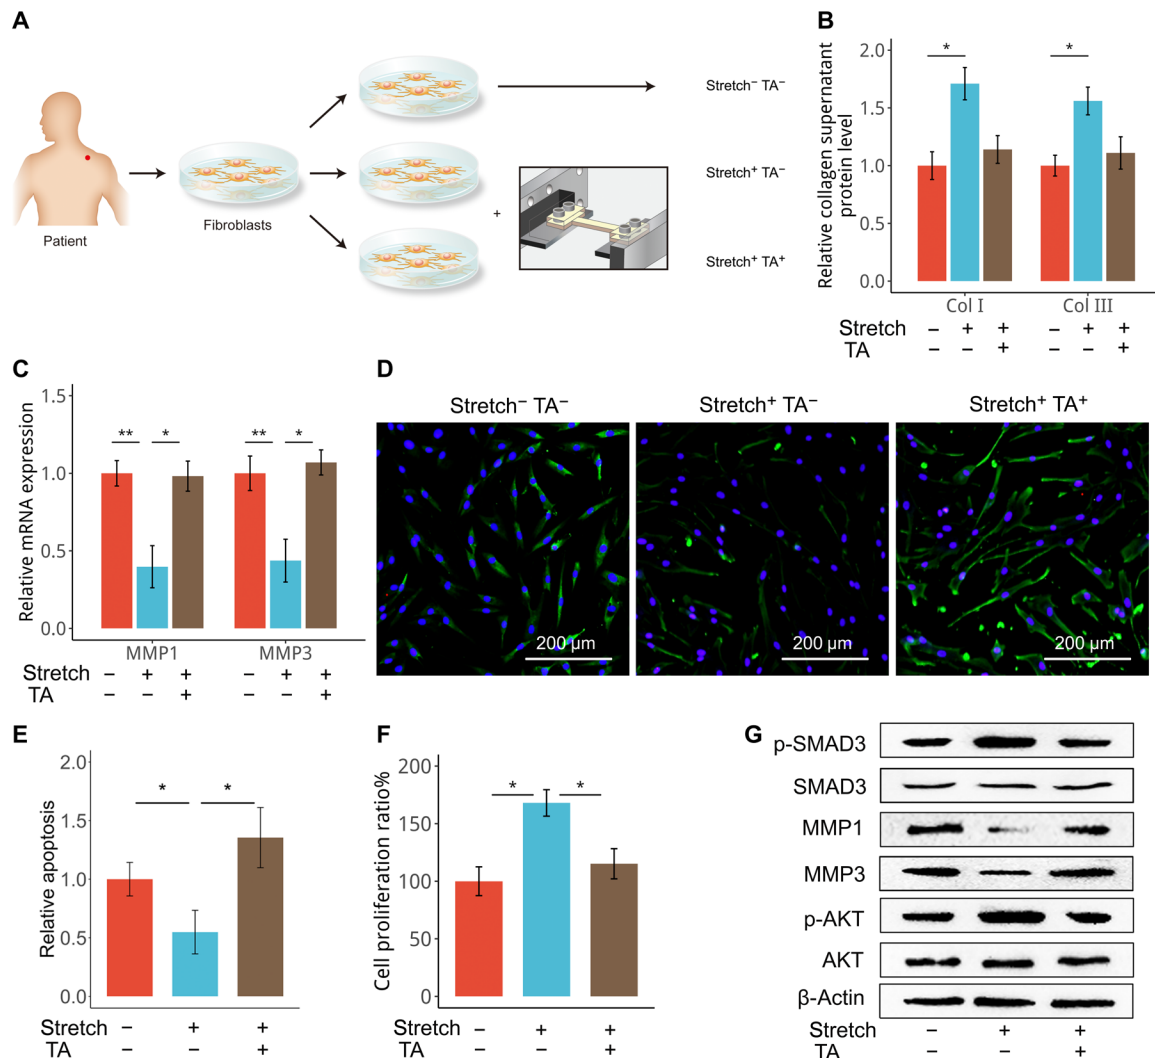 A
Patient
Fibroblasts
Stretch⁻ TA⁻
Stretch⁺ TA⁻
+
Stretch⁺ TA⁺
B
Relative collagen supernatant
protein level
2.0
1.5
1.0
0.5
0.0
* *
Col I Col III
Stretch – + + – + +
TA – – + – – +
C
Relative mRNA expression
1.5
1.0
0.5
0.0
** * ** *
MMP1 MMP3
Stretch – + + – + +
TA – – + – – +
D
Stretch⁻ TA⁻ Stretch⁺ TA⁻ Stretch⁺ TA⁺
200 µm 200 µm 200 µm
E
Relative apoptosis
2.0
1.5
1.0
0.5
0.0
* *
Stretch – + +
TA – – +
F
Cell proliferation ratio%
200
150
100
50
0
* *
Stretch – + +
TA – – +
G
p-SMAD3
SMAD3
MMP1
MMP3
p-AKT
AKT
β-Actin
Stretch – + +
TA – – +